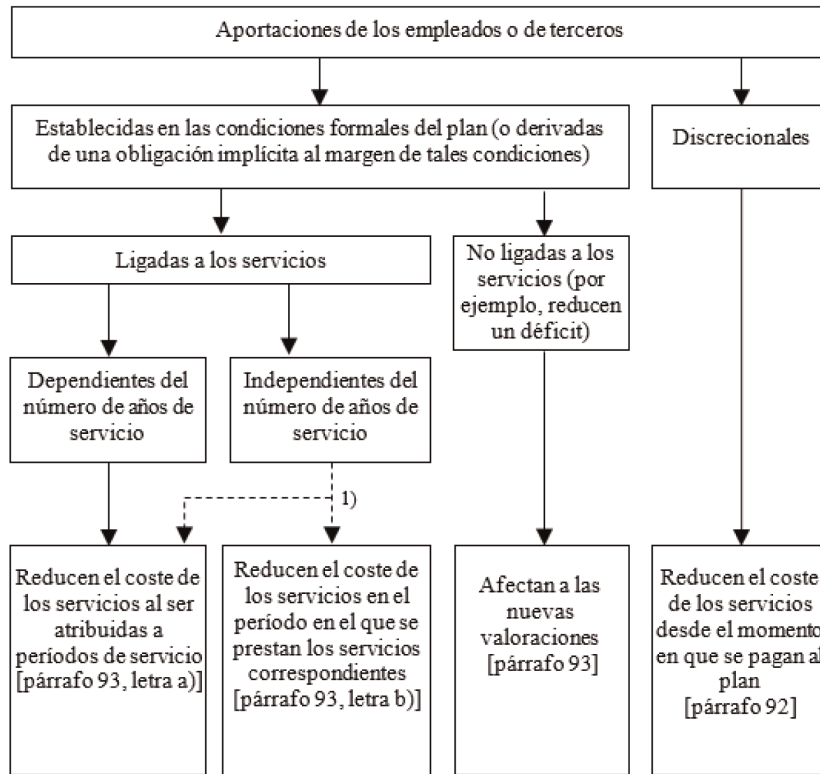 Aportaciones de los empleados o de terceros
Establecidas en las condiciones formales del plan (o derivadas
de una obligación implícita al margen de tales condiciones)
Discrecionales
Ligadas a los servicios
No ligadas a los
servicios (por
ejemplo, reducen
un déficit)
Dependientes del
número de años de
servicio
Independientes del
número de años de
servicio
1)
Reducen el coste de
los servicios al ser
atribuidas a
períodos de servicio
[párrafo 93, letra a)]
Reducen el coste de
los servicios en el
período en el que se
prestan los servicios
correspondientes
[párrafo 93, letra b)]
Afectan a las
nuevas
valoraciones
[párrafo 93]
Reducen el coste
de los servicios
desde el momento
en que se pagan al
plan
[párrafo 92]